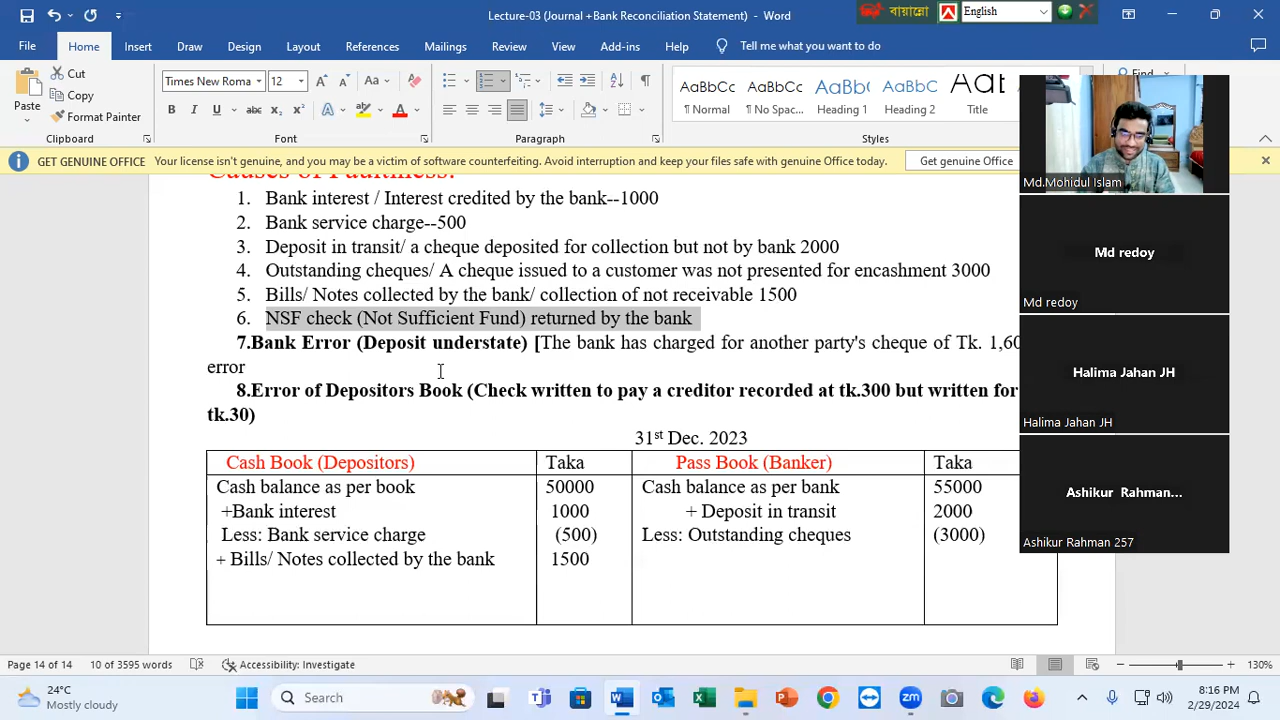 Lecture-03 (Journal +Bank Reconciliation Statement) - Word
বায়ান্নো
English
File Home Insert Draw Design Layout References Mailings Review View Add-ins Help Tell me what you want to do
Paste
Cut
Copy
Format Painter
Clipboard
Times New Roma 12
Aa
B I U abc X₂ X² A A
Font
Paragraph
AaBbCc AaBbCc AaBbC AaBbCc Aat
¶ Normal ¶ No Spac... Heading 1 Heading 2 Title
Styles
Find
GET GENUINE OFFICE Your license isn't genuine, and you may be a victim of software counterfeiting. Avoid interruption and keep your files safe with genuine Office today. Get genuine Office
Causes of Faultiness:
1. Bank interest / Interest credited by the bank--1000
2. Bank service charge--500
3. Deposit in transit/ a cheque deposited for collection but not by bank 2000
4. Outstanding cheques/ A cheque issued to a customer was not presented for encashment 3000
5. Bills/ Notes collected by the bank/ collection of not receivable 1500
6. NSF check (Not Sufficient Fund) returned by the bank
7.Bank Error (Deposit understate) [The bank has charged for another party's cheque of Tk. 1,60
error
8.Error of Depositors Book (Check written to pay a creditor recorded at tk.300 but written for
tk.30)
31st Dec. 2023
Cash Book (Depositors) Taka Pass Book (Banker) Taka
Cash balance as per book 50000 Cash balance as per bank 55000
+Bank interest 1000 + Deposit in transit 2000
Less: Bank service charge (500) Less: Outstanding cheques (3000)
+ Bills/ Notes collected by the bank 1500
Md.Mohidul Islam
Md redoy
Md redoy
Halima Jahan JH
Halima Jahan JH
Ashikur Rahman...
Ashikur Rahman 257
Page 14 of 14 10 of 3595 words Accessibility: Investigate 130%
24°C
Mostly cloudy
Search
8:16 PM
2/29/2024